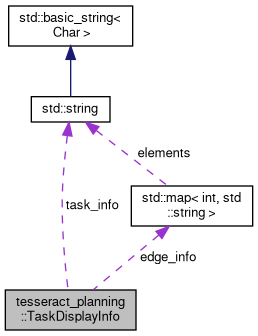 std::basic_string<
Char >
std::string
elements
task_info
std::map< int, std
::string >
edge_info
tesseract_planning
::TaskDisplayInfo